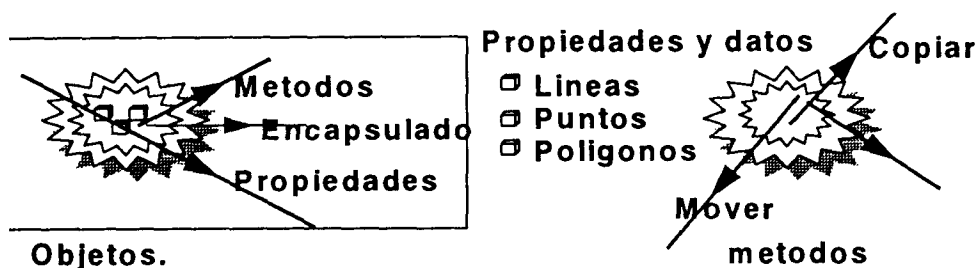 Metodos
Encapsulado
Propiedades
Objetos.
Propiedades y datos
Lineas
Puntos
Poligonos
Copiar
Mover
metodos